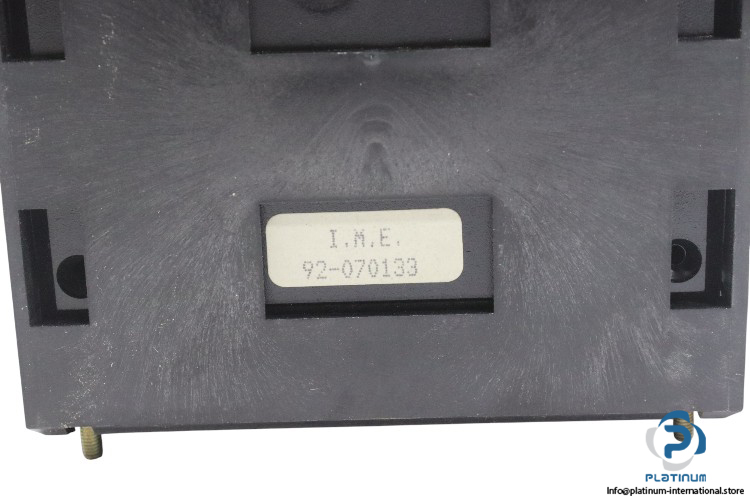 I.M.E.
92-070133
PLATINUM
Info@platinum-international.store